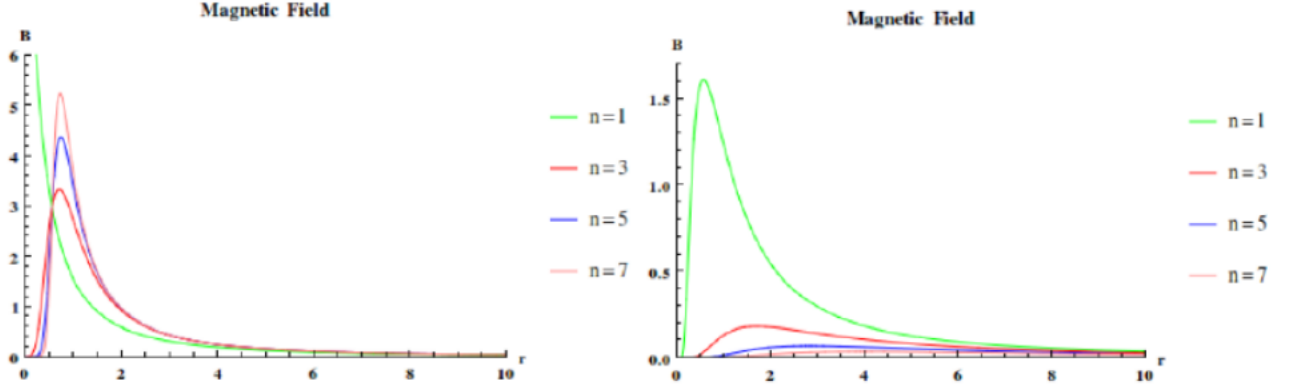 Magnetic Field
B
6
5
4
3
2
1
0
0 2 4 6 8 10
r
n=1
n=3
n=5
n=7
Magnetic Field
B
1.5
1.0
0.5
0.0
0 2 4 6 8 10
r
n=1
n=3
n=5
n=7